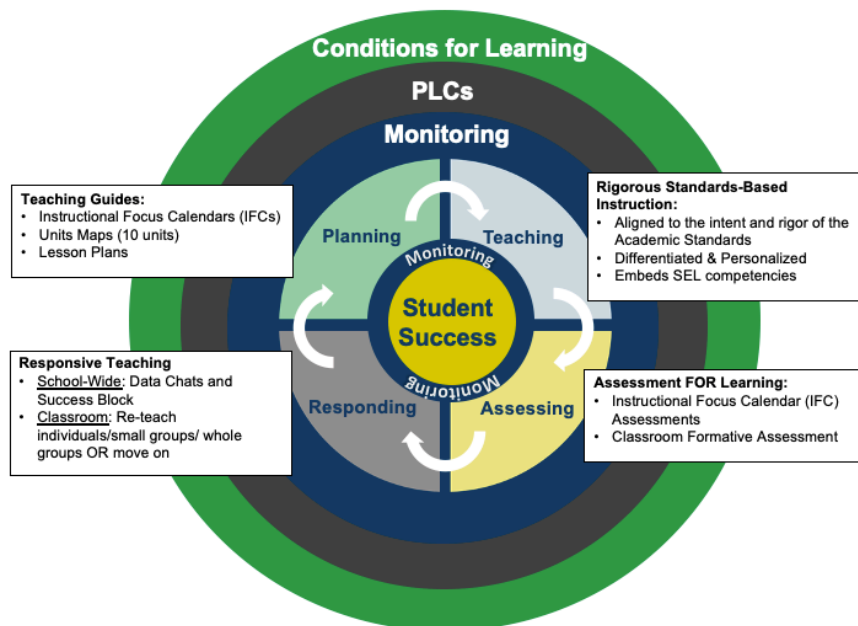 Conditions for Learning
PLCs
Monitoring
Teaching Guides:
• Instructional Focus Calendars (IFCs)
• Units Maps (10 units)
• Lesson Plans
Rigorous Standards-Based
Instruction:
• Aligned to the intent and rigor of the
Academic Standards
• Differentiated & Personalized
• Embeds SEL competencies
Planning
Teaching
Monitoring
Student
Success
Monitoring
Responding
Assessing
Responsive Teaching
• School-Wide: Data Chats and
Success Block
• Classroom: Re-teach
individuals/small groups/ whole
groups OR move on
Assessment FOR Learning:
• Instructional Focus Calendar (IFC)
Assessments
• Classroom Formative Assessment